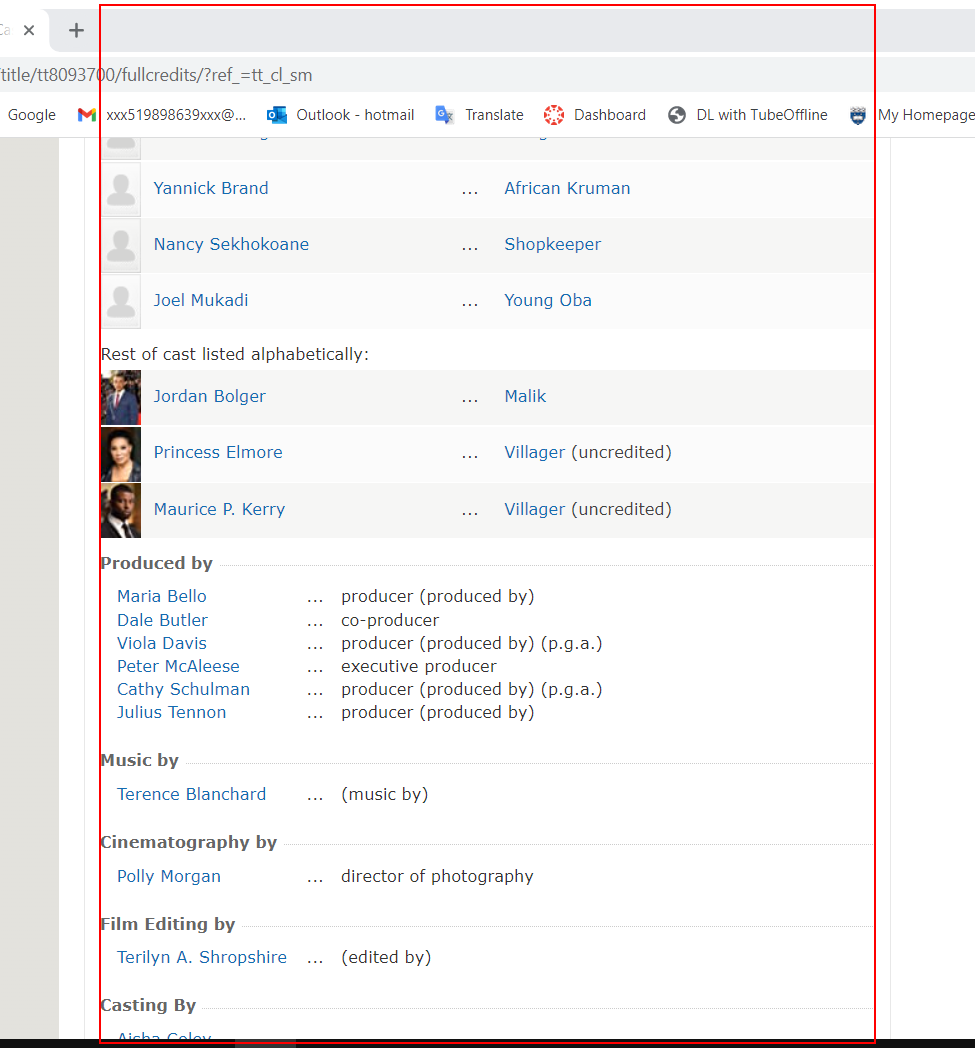 Ca
title/tt8093700/fullcredits/?ref_=tt_cl_sm
Google xxx519898639xxx@... Outlook - hotmail Translate Dashboard DL with TubeOffline My Homepage
Yannick Brand ... African Kruman
Nancy Sekhokoane ... Shopkeeper
Joel Mukadi ... Young Oba
Rest of cast listed alphabetically:
Jordan Bolger ... Malik
Princess Elmore ... Villager (uncredited)
Maurice P. Kerry ... Villager (uncredited)
Produced by
Maria Bello ... producer (produced by)
Dale Butler ... co-producer
Viola Davis ... producer (produced by) (p.g.a.)
Peter McAleese ... executive producer
Cathy Schulman ... producer (produced by) (p.g.a.)
Julius Tennon ... producer (produced by)
Music by
Terence Blanchard ... (music by)
Cinematography by
Polly Morgan ... director of photography
Film Editing by
Terilyn A. Shropshire ... (edited by)
Casting By
Aisha Coley